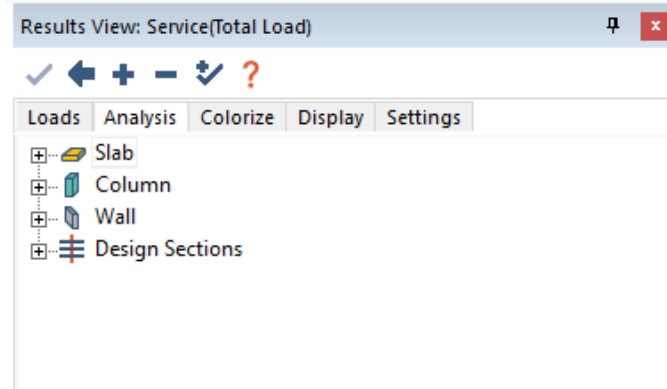 Results View: Service(Total Load)
Loads Analysis Colorize Display Settings
Slab
Column
Wall
Design Sections